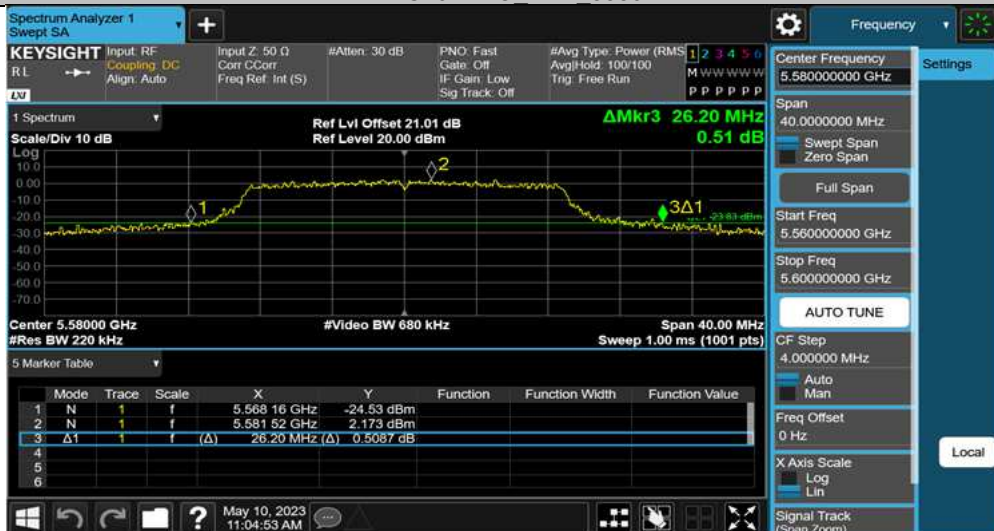 Spectrum Analyzer 1
Swept SA
+
Frequency
KEYSIGHT
RL
LXI
Input: RF
Coupling: DC
Align: Auto
Input Z: 50 Ω
Corr CCorr
Freq Ref: Int (S)
#Atten: 30 dB
PNO: Fast
Gate: Off
IF Gain: Low
Sig Track: Off
#Avg Type: Power (RMS
Avg|Hold: 100/100
Trig: Free Run
1 2 3 4 5 6
M W W W W W
P P P P P P
1 Spectrum
Scale/Div 10 dB
Ref Lvl Offset 21.01 dB
Ref Level 20.00 dBm
ΔMkr3 26.20 MHz
0.51 dB
Log
10.0
0.00
-10.0
-20.0
-30.0
-40.0
-50.0
-60.0
-70.0
1
2
3Δ1
-23.83 dBm
Center 5.58000 GHz
#Res BW 220 kHz
#Video BW 680 kHz
Span 40.00 MHz
Sweep 1.00 ms (1001 pts)
5 Marker Table
Mode Trace Scale X Y Function Function Width Function Value
1 N 1 f 5.568 16 GHz -24.53 dBm
2 N 1 f 5.581 52 GHz 2.173 dBm
3 Δ1 1 f (Δ) 26.20 MHz (Δ) 0.5087 dB
4
5
6
?
May 10, 2023
11:04:53 AM
Center Frequency
5.580000000 GHz
Span
40.0000000 MHz
Swept Span
Zero Span
Full Span
Start Freq
5.560000000 GHz
Stop Freq
5.600000000 GHz
AUTO TUNE
CF Step
4.000000 MHz
Auto
Man
Freq Offset
0 Hz
X Axis Scale
Log
Lin
Signal Track
(Span Zoom)
Settings
Local